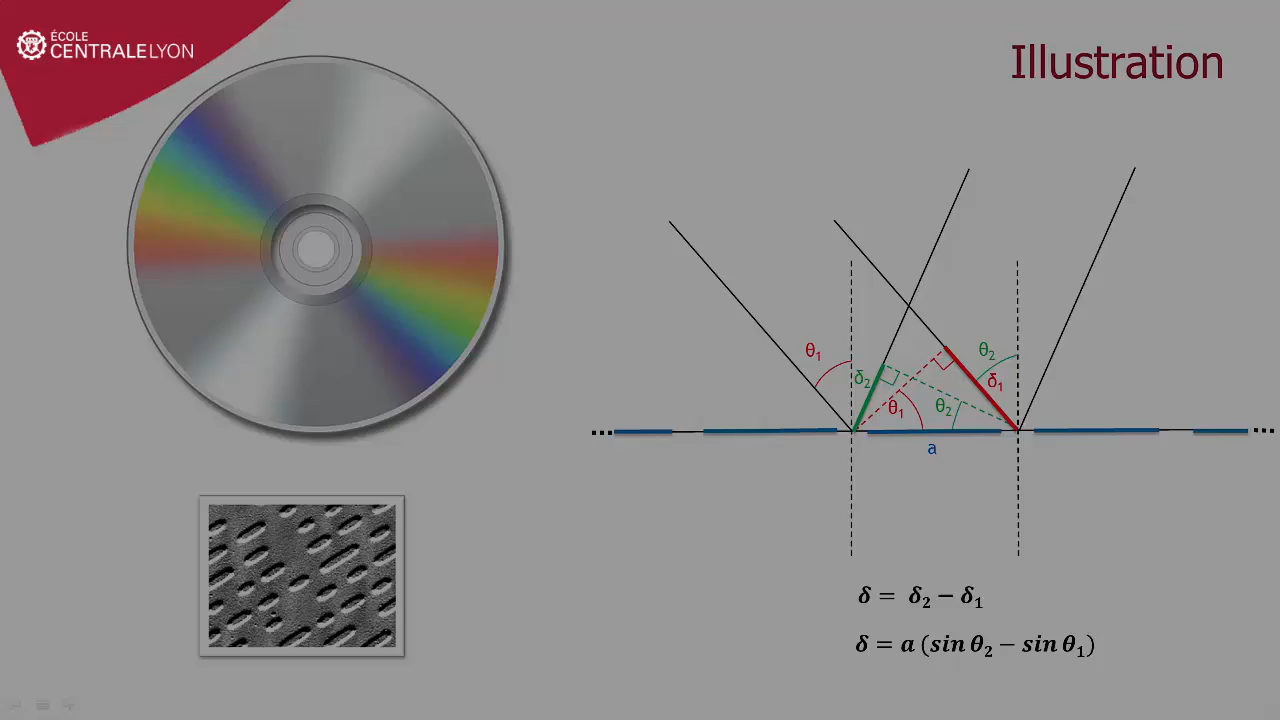 ÉCOLE
CENTRALELYON
Illustration
θ1
θ2
δ2
δ1
θ1
θ2
a
δ = δ2 − δ1
δ = a (sin θ2 − sin θ1)